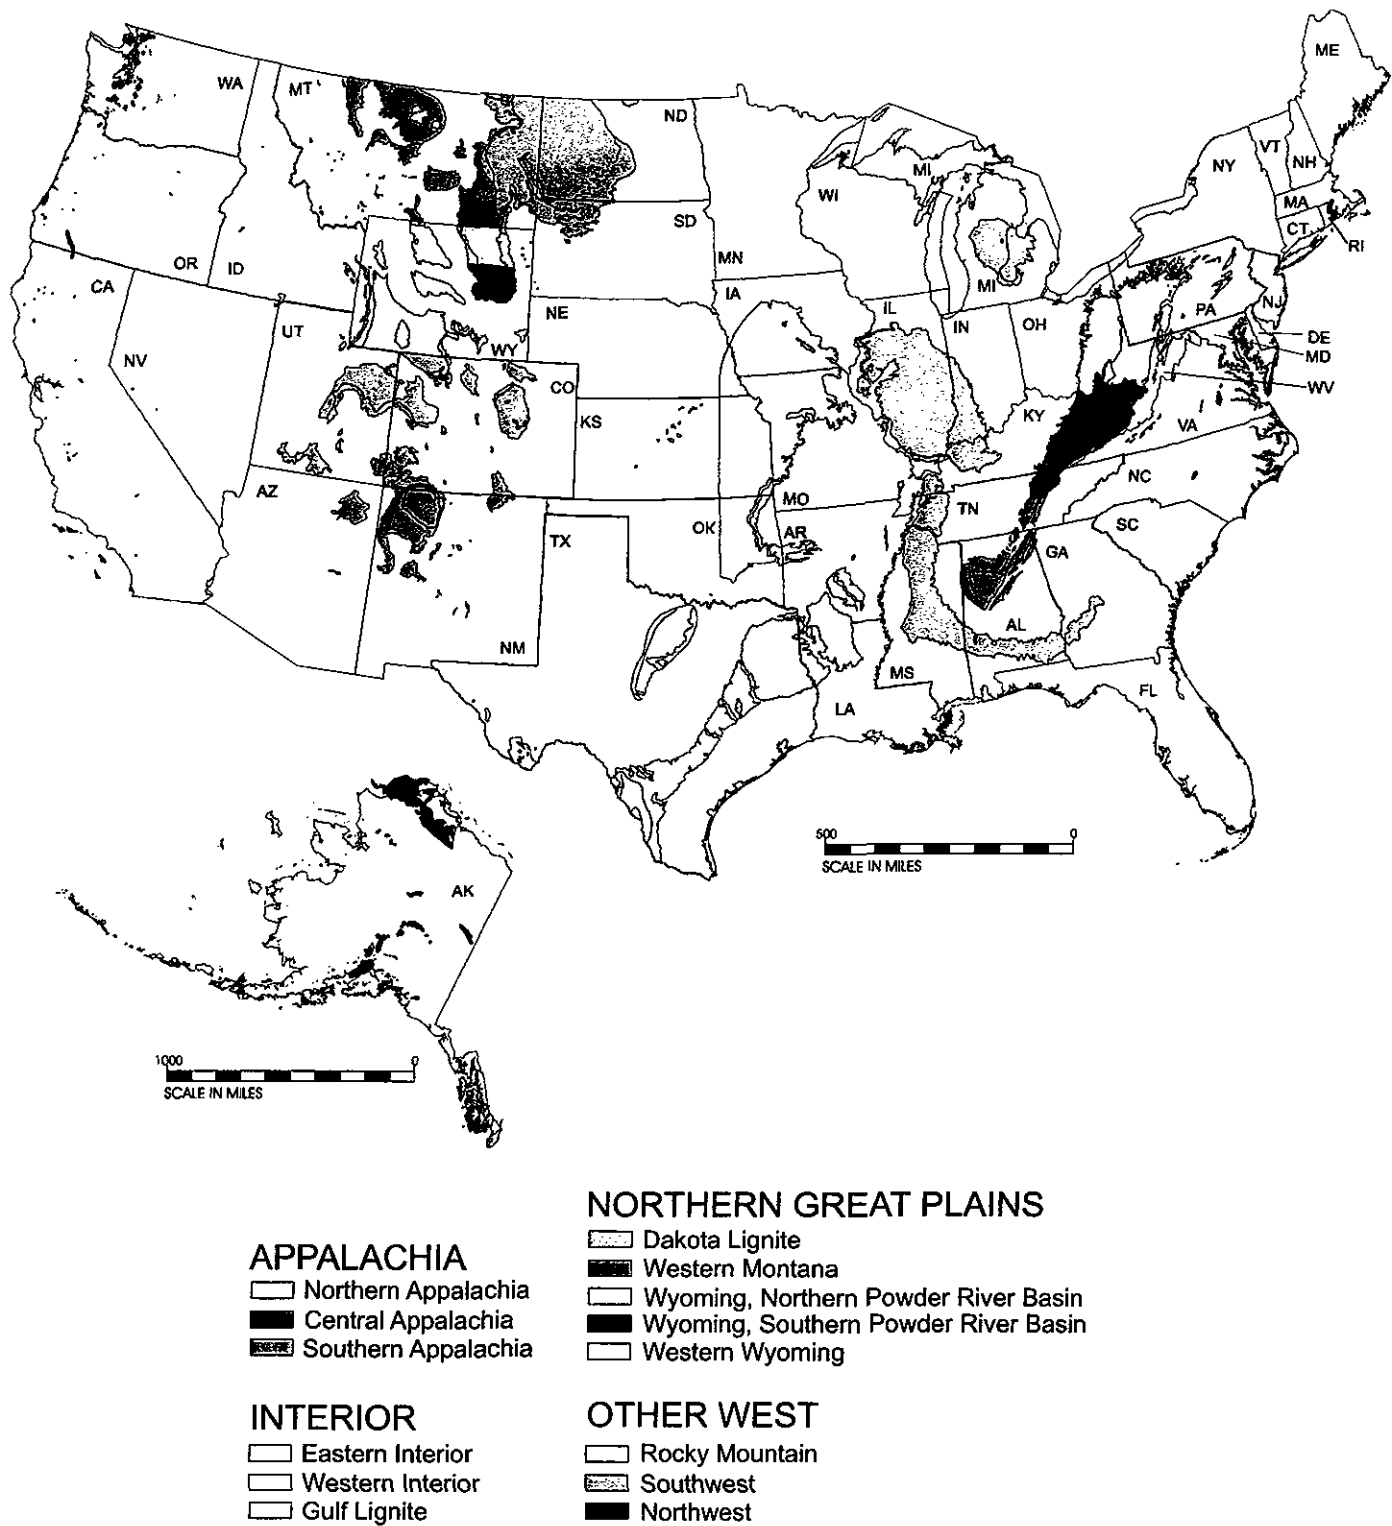 ME
WA
MT
ND
VT
NH
NY
MI
WI
MA
CT
RI
SD
MN
OR
ID
CA
MI
IA
IL
IN
OH
PA
NJ
NE
UT
NV
WY
DE
MD
WV
CO
KS
KY
VA
NC
AZ
MO
OK
AR
TN
SC
TX
GA
AL
NM
MS
FL
LA
500 0
SCALE IN MILES
AK
1000 0
SCALE IN MILES
APPALACHIA
Northern Appalachia
Central Appalachia
Southern Appalachia
NORTHERN GREAT PLAINS
Dakota Lignite
Western Montana
Wyoming, Northern Powder River Basin
Wyoming, Southern Powder River Basin
Western Wyoming
INTERIOR
Eastern Interior
Western Interior
Gulf Lignite
OTHER WEST
Rocky Mountain
Southwest
Northwest